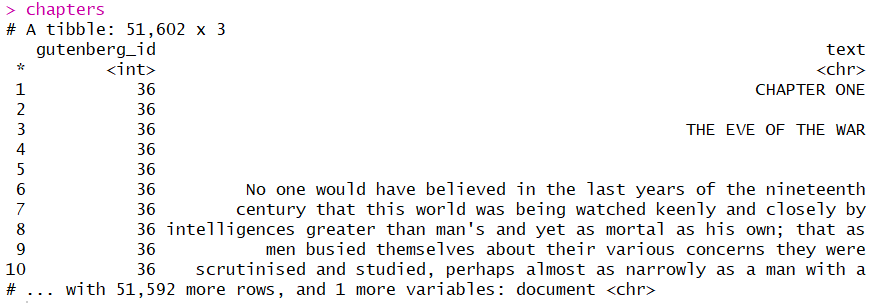 > chapters
# A tibble: 51,602 x 3
gutenberg_id text
* <int> <chr>
1 36 CHAPTER ONE
2 36
3 36 THE EVE OF THE WAR
4 36
5 36
6 36 No one would have believed in the last years of the nineteenth
7 36 century that this world was being watched keenly and closely by
8 36 intelligences greater than man's and yet as mortal as his own; that as
9 36 men busied themselves about their various concerns they were
10 36 scrutinised and studied, perhaps almost as narrowly as a man with a
# ... with 51,592 more rows, and 1 more variables: document <chr>